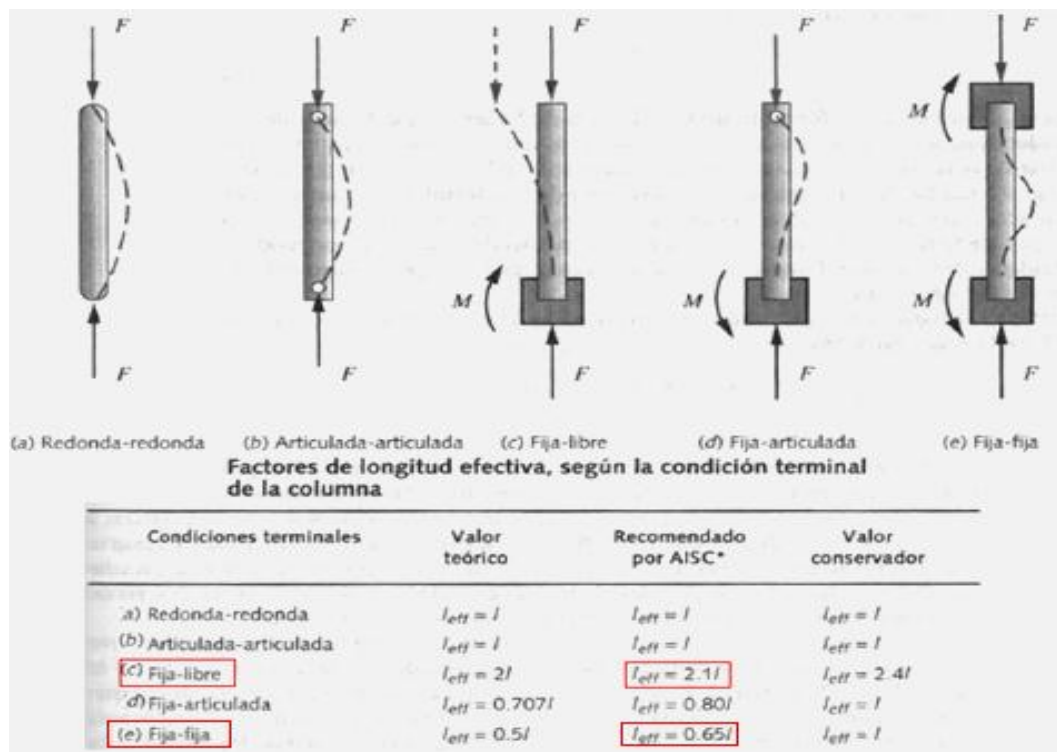 F F F F F
M
M M M
F F F F F
(a) Redonda-redonda (b) Articulada-articulada (c) Fija-libre (d) Fija-articulada (e) Fija-fija
Factores de longitud efectiva, según la condición terminal
de la columna
Condiciones terminales Valor teórico Recomendado por AISC* Valor conservador
a) Redonda-redonda l_eff = l l_eff = l l_eff = l
(b) Articulada-articulada l_eff = l l_eff = l l_eff = l
(c) Fija-libre l_eff = 2l l_eff = 2.1l l_eff = 2.4l
d) Fija-articulada l_eff = 0.707l l_eff = 0.80l l_eff = l
(e) Fija-fija l_eff = 0.5l l_eff = 0.65l l_eff = l